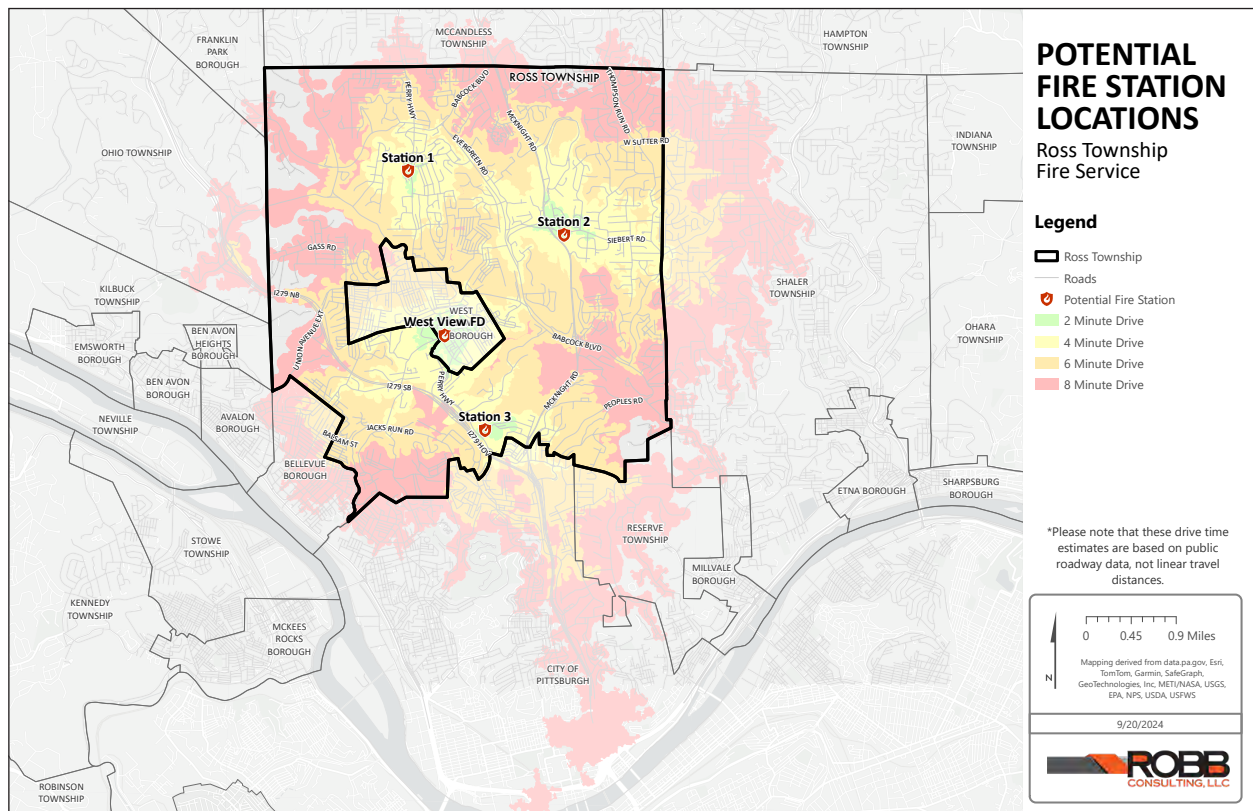 FRANKLIN
PARK
BOROUGH
MCCANDLESS
TOWNSHIP
HAMPTON
TOWNSHIP
ROSS TOWNSHIP
PERRY HWY
BABCOCK BLVD
MCKNIGHT RD
THOMPSON RUN RD
EVERGREEN RD
W SUTTER RD
INDIANA
TOWNSHIP
OHIO TOWNSHIP
Station 1
Station 2
SIEBERT RD
GASS RD
SHALER
TOWNSHIP
KILBUCK
TOWNSHIP
I279 NB
UNION AVENUE EXT
West View FD
WEST
BOROUGH
BABCOCK BLVD
OHARA
TOWNSHIP
EMSWORTH
BOROUGH
BEN AVON
HEIGHTS
BOROUGH
BEN AVON
BOROUGH
I279 SB
PERRY HWY
MCKNIGHT RD
PEOPLES RD
NEVILLE
TOWNSHIP
AVALON
BOROUGH
Station 3
JACKS RUN RD
BALSAM ST
I279 HOV
BELLEVUE
BOROUGH
ETNA BOROUGH
SHARPSBURG
BOROUGH
STOWE
TOWNSHIP
RESERVE
TOWNSHIP
MILLVALE
BOROUGH
KENNEDY
TOWNSHIP
MCKEES
ROCKS
BOROUGH
CITY OF
PITTSBURGH
ROBINSON
TOWNSHIP
POTENTIAL
FIRE STATION
LOCATIONS
Ross Township
Fire Service
Legend
Ross Township
Roads
Potential Fire Station
2 Minute Drive
4 Minute Drive
6 Minute Drive
8 Minute Drive
*Please note that these drive time
estimates are based on public
roadway data, not linear travel
distances.
N
0 0.45 0.9 Miles
Mapping derived from data.pa.gov, Esri,
TomTom, Garmin, SafeGraph,
GeoTechnologies, Inc, METI/NASA, USGS,
EPA, NPS, USDA, USFWS
9/20/2024
ROBB
CONSULTING, LLC